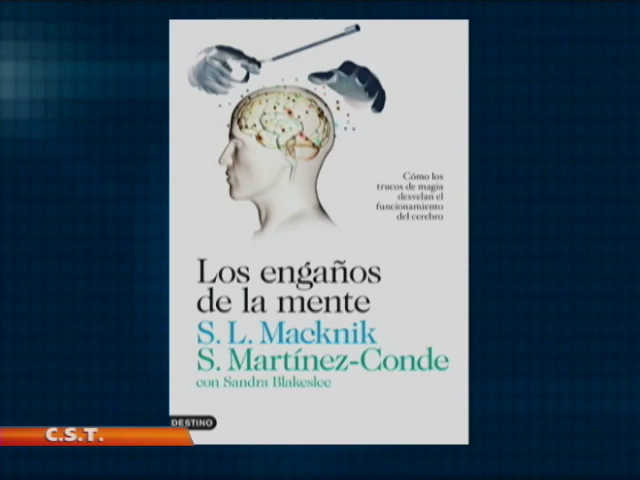 Cómo los
trucos de magia
desvelan el
funcionamiento
del cerebro
Los engaños
de la mente
S. L. Macknik
S. Martínez-Conde
con Sandra Blakeslee
DESTINO
C.S.T.